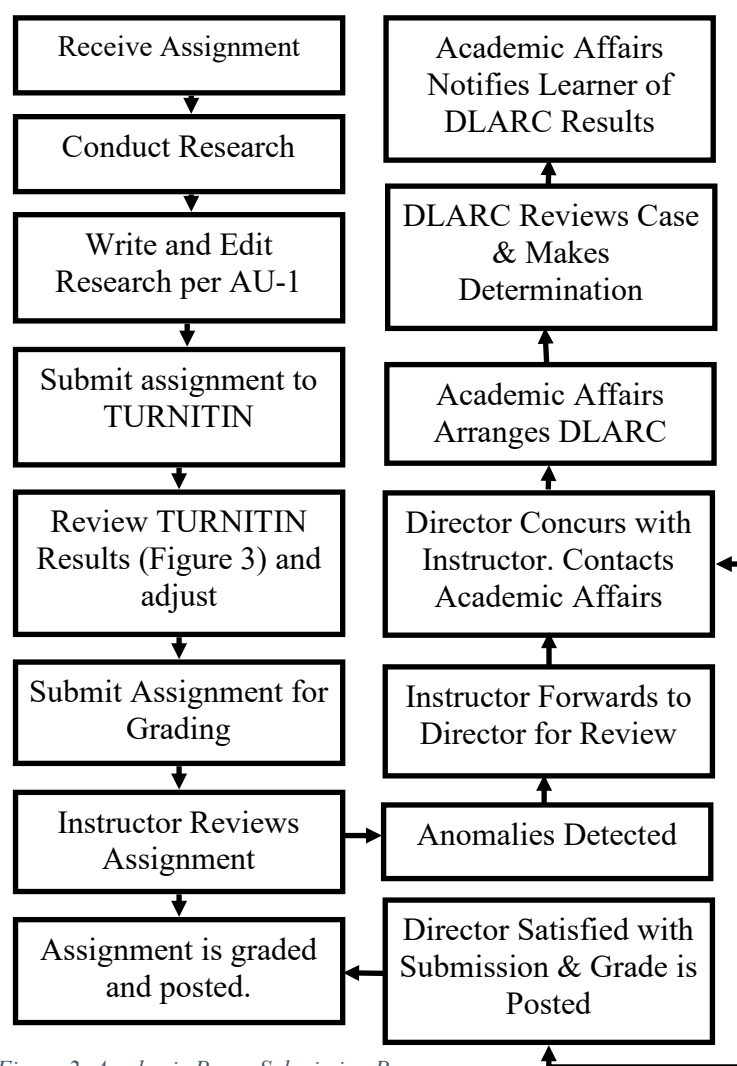 Receive Assignment
Conduct Research
Write and Edit
Research per AU-1
Submit assignment to
TURNITIN
Review TURNITIN
Results (Figure 3) and
adjust
Submit Assignment for
Grading
Instructor Reviews
Assignment
Assignment is graded
and posted.
Academic Affairs
Notifies Learner of
DLARC Results
DLARC Reviews Case
& Makes
Determination
Academic Affairs
Arranges DLARC
Director Concurs with
Instructor. Contacts
Academic Affairs
Instructor Forwards to
Director for Review
Anomalies Detected
Director Satisfied with
Submission & Grade is
Posted